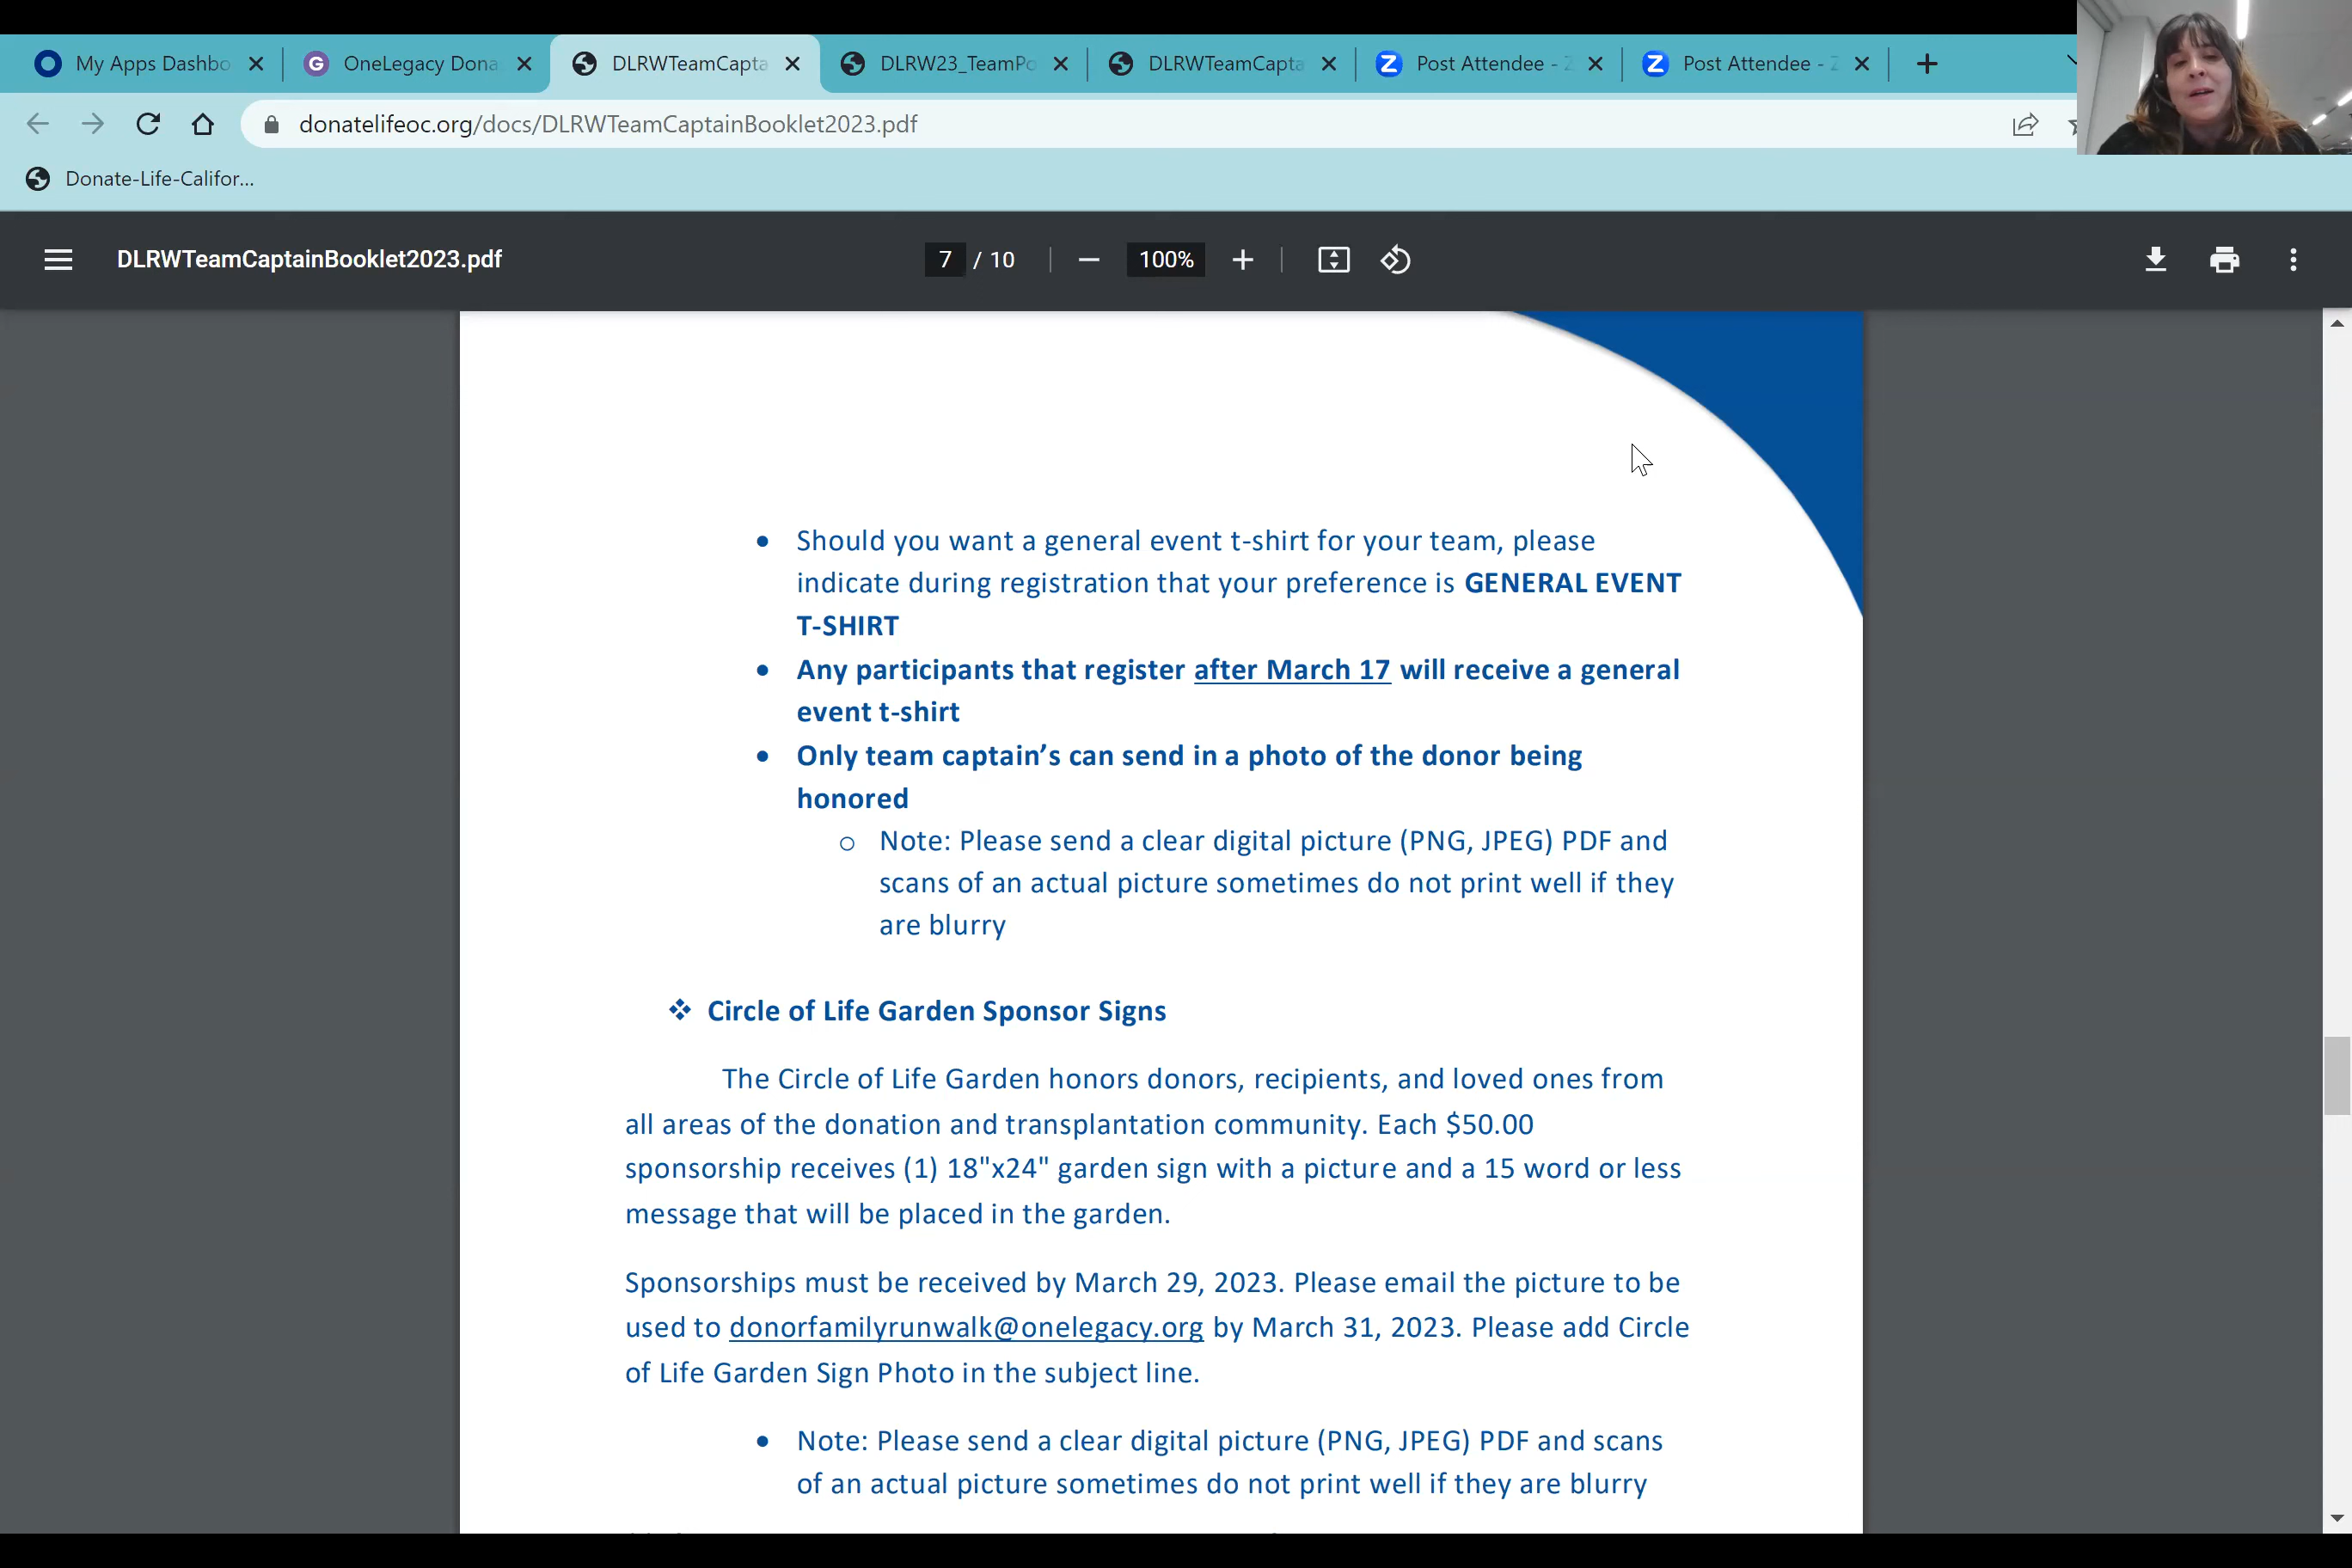 My Apps Dashbo
G OneLegacy Dona
DLRWTeamCapta
DLRW23_TeamPo
DLRWTeamCapta
Z Post Attendee - Z
Z Post Attendee - Z
donatelifeoc.org/docs/DLRWTeamCaptainBooklet2023.pdf
Donate-Life-Califor...
DLRWTeamCaptainBooklet2023.pdf
7 / 10
100%
Should you want a general event t-shirt for your team, please
indicate during registration that your preference is GENERAL EVENT
T-SHIRT
Any participants that register after March 17 will receive a general
event t-shirt
Only team captain’s can send in a photo of the donor being
honored
Note: Please send a clear digital picture (PNG, JPEG) PDF and
scans of an actual picture sometimes do not print well if they
are blurry
Circle of Life Garden Sponsor Signs
The Circle of Life Garden honors donors, recipients, and loved ones from
all areas of the donation and transplantation community. Each $50.00
sponsorship receives (1) 18"x24" garden sign with a picture and a 15 word or less
message that will be placed in the garden.
Sponsorships must be received by March 29, 2023. Please email the picture to be
used to donorfamilyrunwalk@onelegacy.org by March 31, 2023. Please add Circle
of Life Garden Sign Photo in the subject line.
Note: Please send a clear digital picture (PNG, JPEG) PDF and scans
of an actual picture sometimes do not print well if they are blurry